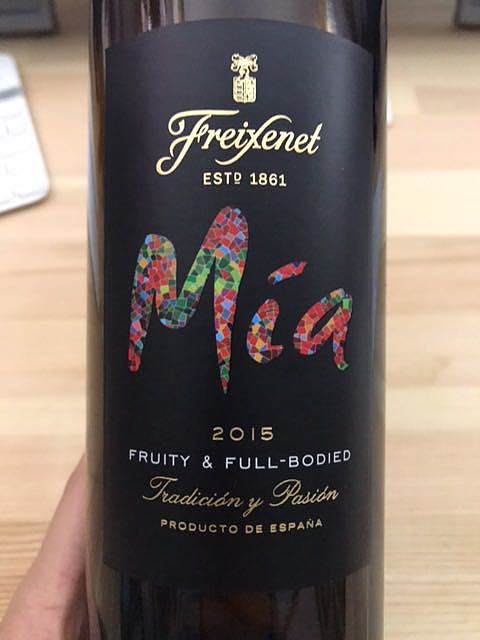 Freixenet
ESTD 1861
Mía
2015
FRUITY & FULL-BODIED
Tradición y Pasión
PRODUCTO DE ESPAÑA